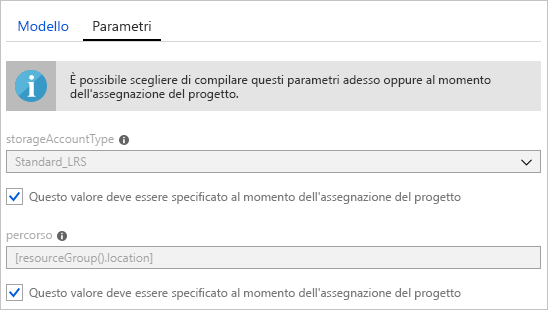 Modello Parametri
È possibile scegliere di compilare questi parametri adesso oppure al momento
dell'assegnazione del progetto.
storageAccountType
Standard_LRS
Questo valore deve essere specificato al momento dell'assegnazione del progetto
percorso
[resourceGroup().location]
Questo valore deve essere specificato al momento dell'assegnazione del progetto